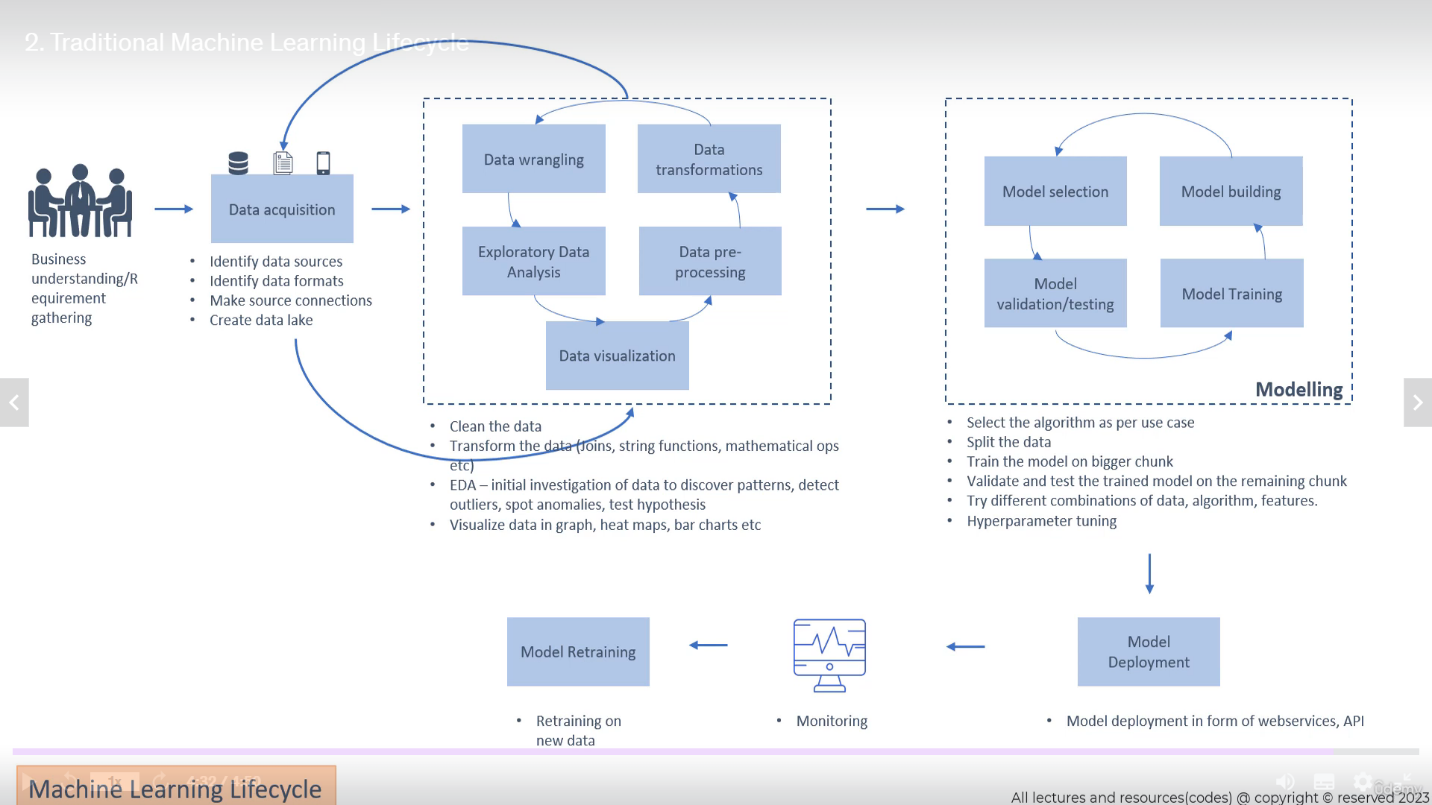 2. Traditional Machine Learning Lifecycle
Business
understanding/R
equirement
gathering
Data acquisition
• Identify data sources
• Identify data formats
• Make source connections
• Create data lake
Data wrangling
Data
transformations
Exploratory Data
Analysis
Data pre-
processing
Data visualization
• Clean the data
• Transform the data (Joins, string functions, mathematical ops
etc)
• EDA – initial investigation of data to discover patterns, detect
outliers, spot anomalies, test hypothesis
• Visualize data in graph, heat maps, bar charts etc
Model selection
Model building
Model
validation/testing
Model Training
Modelling
• Select the algorithm as per use case
• Split the data
• Train the model on bigger chunk
• Validate and test the trained model on the remaining chunk
• Try different combinations of data, algorithm, features.
• Hyperparameter tuning
Model Retraining
Model
Deployment
• Retraining on
new data
• Monitoring
• Model deployment in form of webservices, API
1x
Machine Learning Lifecycle
ûdemy
All lectures and resources(codes) @ copyright © reserved 2023